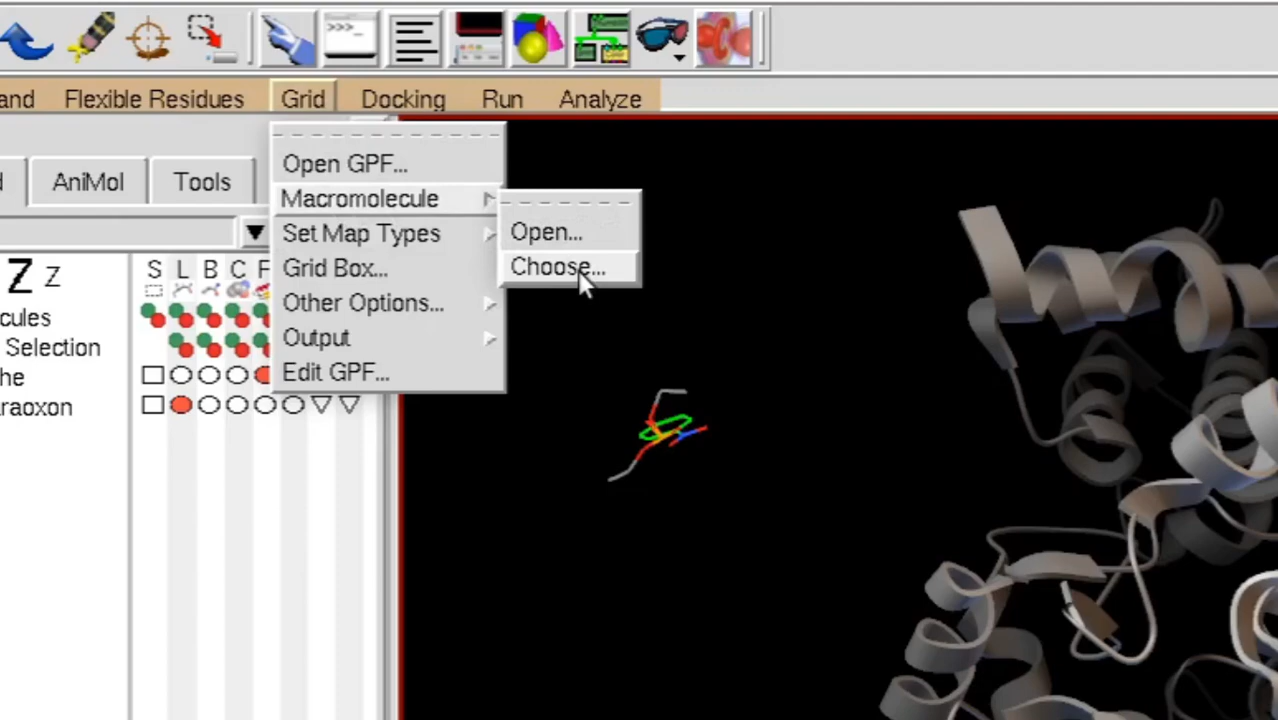 >>>_
and Flexible Residues Grid Docking Run Analyze
Open GPF...
AniMol Tools
Macromolecule
Open...
Set Map Types
Z Z S L B C F
Grid Box...
Choose...
Other Options...
cules
Output
Selection
he
Edit GPF...
raoxon